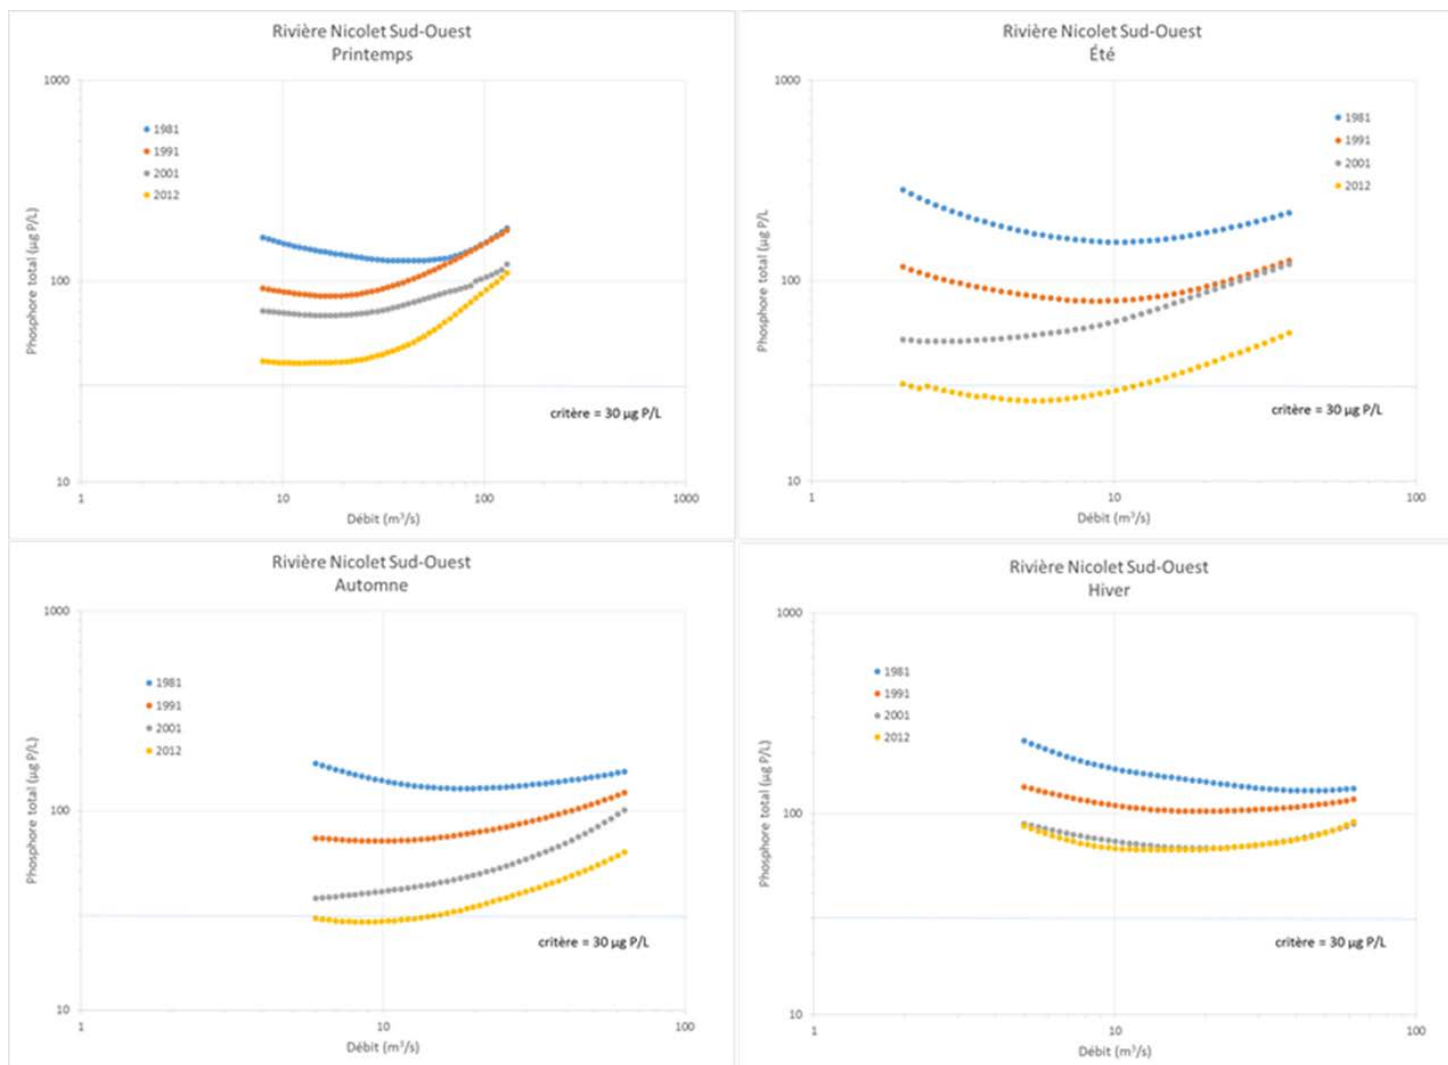 Rivière Nicolet Sud-Ouest
Printemps
1000
100
10
1
10
100
1000
Phosphore total (µg P/L)
Débit (m³/s)
1981
1991
2001
2012
critère = 30 µg P/L
Rivière Nicolet Sud-Ouest
Été
1000
100
10
1
10
100
Phosphore total (µg P/L
Débit (m³/s)
1981
1991
2001
2012
critère = 30 µg P/L
Rivière Nicolet Sud-Ouest
Automne
1000
100
10
1
10
100
Phosphore total (µg P/L)
Débit (m³/s)
1981
1991
2001
2012
critère = 30 µg P/L
Rivière Nicolet Sud-Ouest
Hiver
1000
100
10
1
10
100
Phosphore total (µg P/L)
Débit (m³/s)
1981
1991
2001
2012
critère = 30 µg P/L